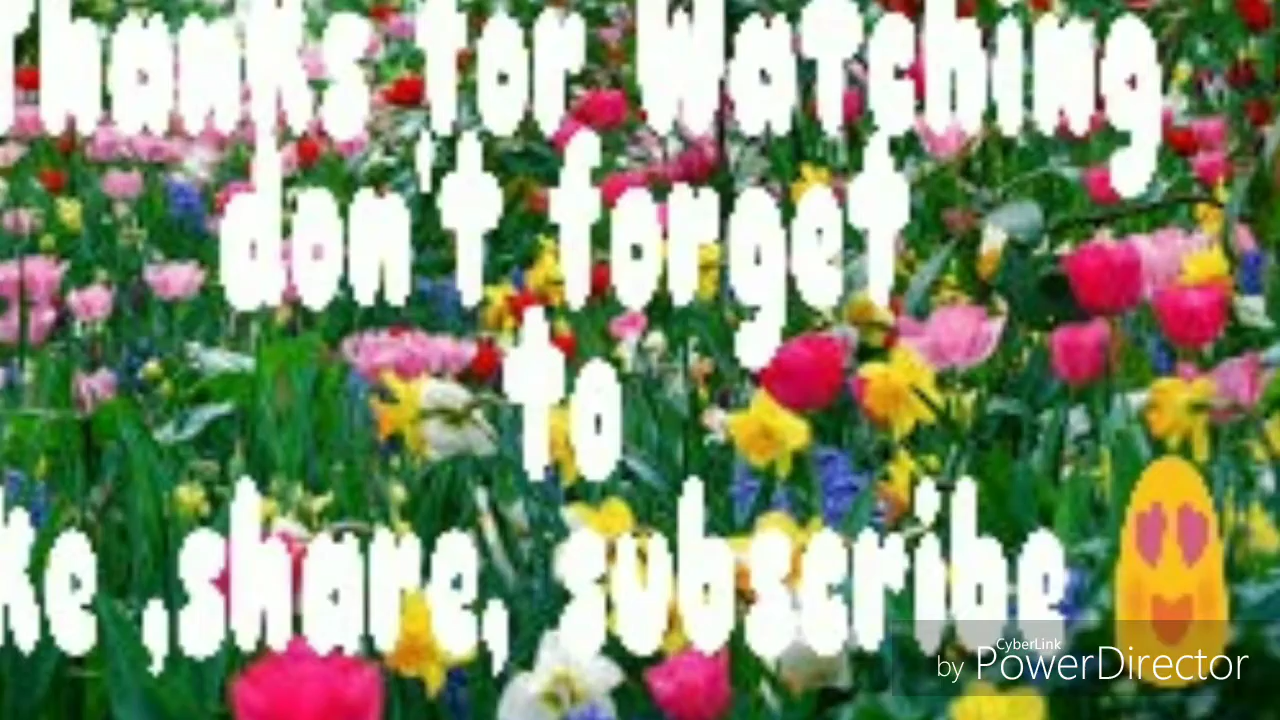 Thanks for Watching
don't forget
to
ke ,share, subscribe
CyberLink
by PowerDirector